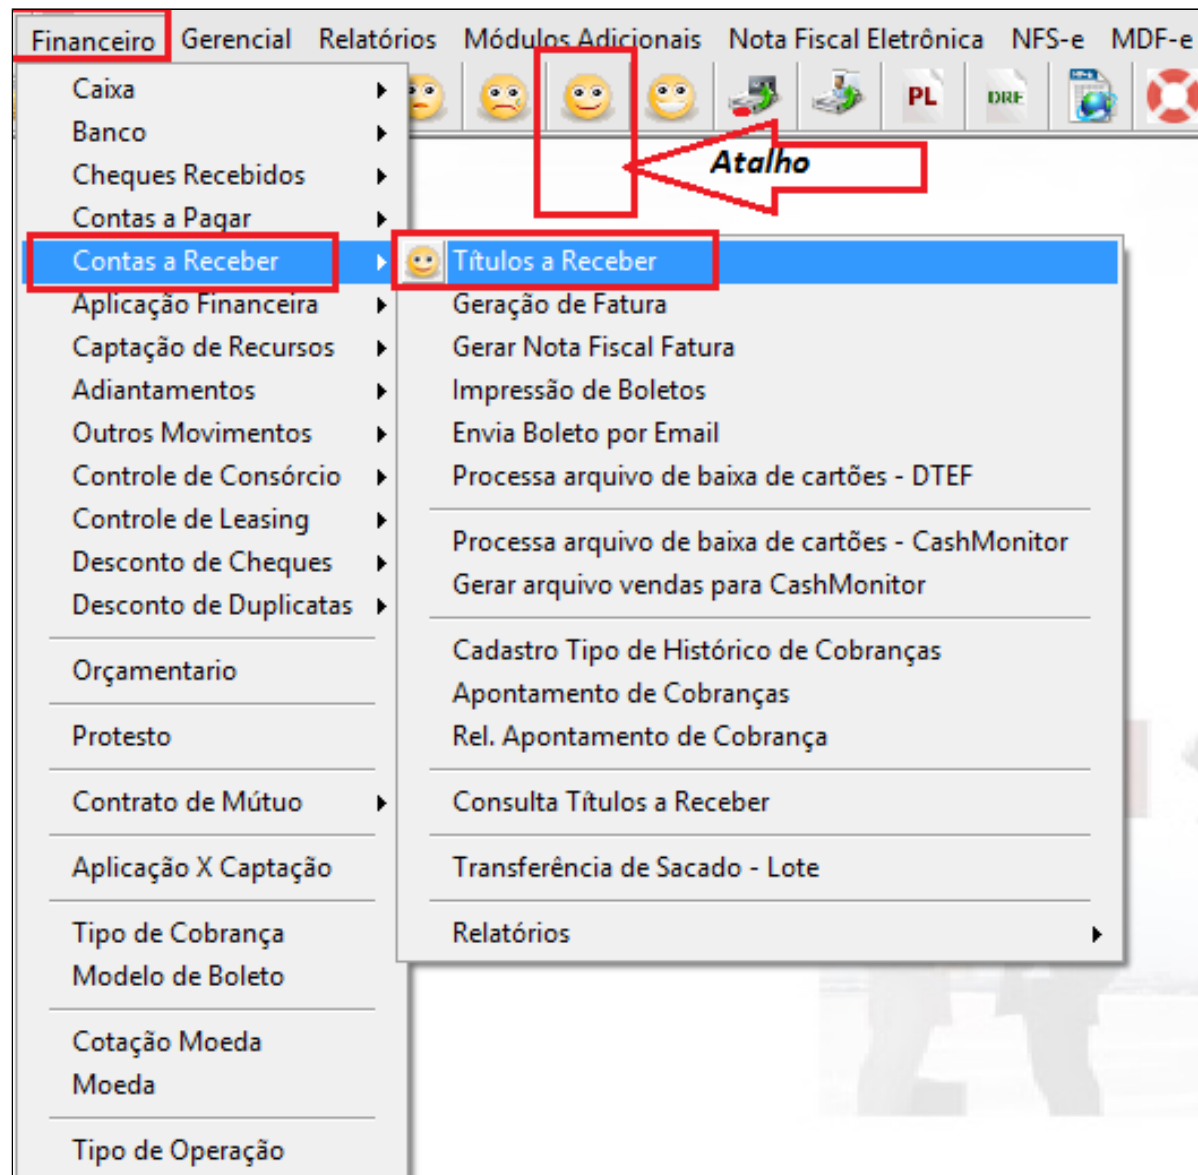 Financeiro Gerencial Relatórios Módulos Adicionais Nota Fiscal Eletrônica NFS-e MDF-e
PL DRE
Atalho
Caixa
Banco
Cheques Recebidos
Contas a Pagar
Contas a Receber
Aplicação Financeira
Captação de Recursos
Adiantamentos
Outros Movimentos
Controle de Consórcio
Controle de Leasing
Desconto de Cheques
Desconto de Duplicatas
Orçamentario
Protesto
Contrato de Mútuo
Aplicação X Captação
Tipo de Cobrança
Modelo de Boleto
Cotação Moeda
Moeda
Tipo de Operação
Títulos a Receber
Geração de Fatura
Gerar Nota Fiscal Fatura
Impressão de Boletos
Envia Boleto por Email
Processa arquivo de baixa de cartões - DTEF
Processa arquivo de baixa de cartões - CashMonitor
Gerar arquivo vendas para CashMonitor
Cadastro Tipo de Histórico de Cobranças
Apontamento de Cobranças
Rel. Apontamento de Cobrança
Consulta Títulos a Receber
Transferência de Sacado - Lote
Relatórios